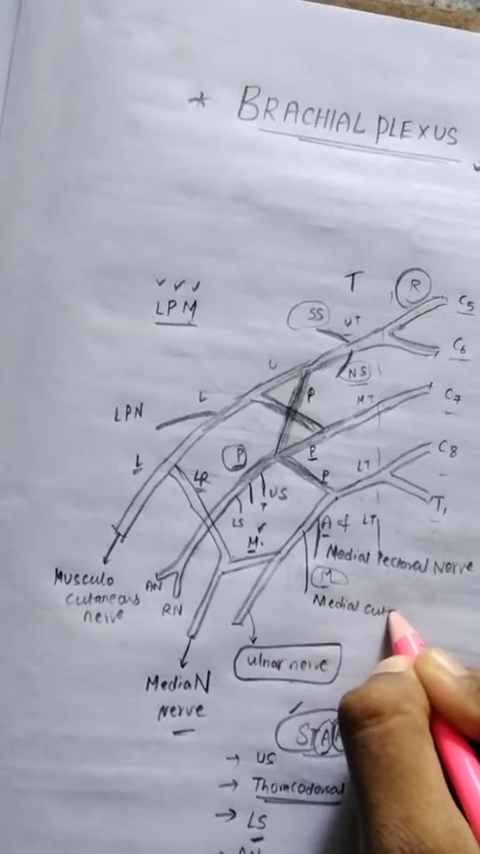 * BRACHIAL PLEXUS
T R
C5
SS UT
LPM
C6
U NS
P MT C7
L
LPN
P C8
L P LT
LR P
US T1
LS
A of LT
M
Medial Pectoral Nerve
M
Musculo
cutaneous
nerve
AN
RN
Medial cut
ulnar nerve
MediaN
nerve
→ US
→ Thorocodorsal
→ LS